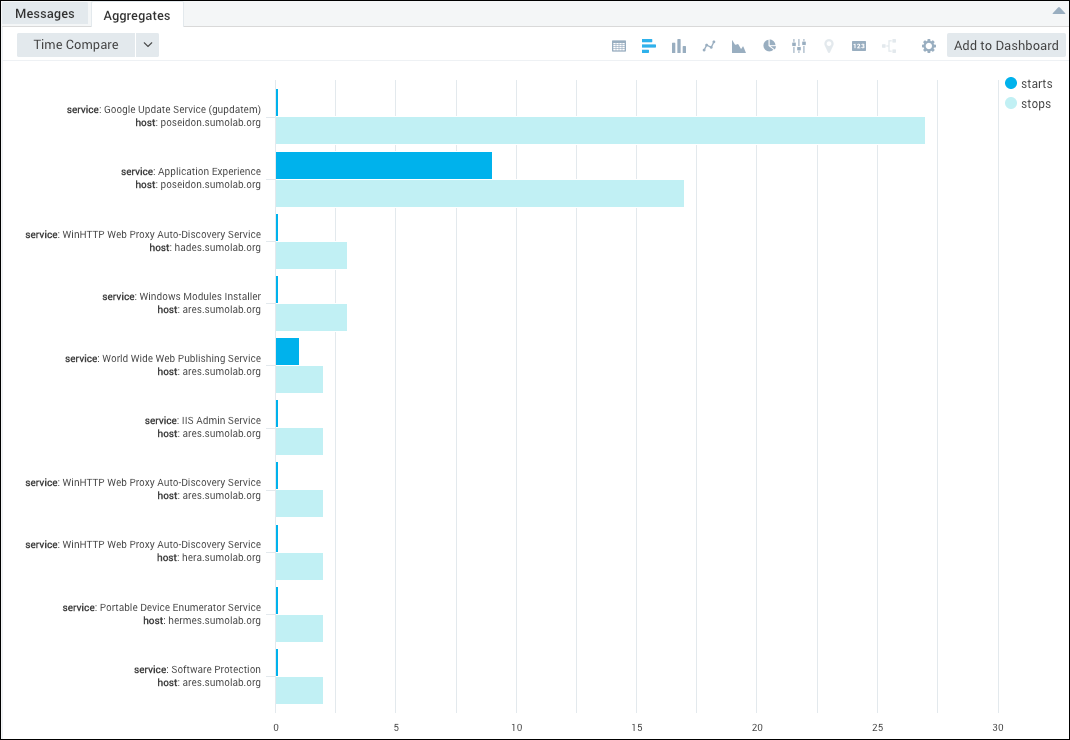 Messages
Aggregates
Time Compare
123
Add to Dashboard
starts
stops
service: Google Update Service (gupdatem)
host: poseidon.sumolab.org
service: Application Experience
host: poseidon.sumolab.org
service: WinHTTP Web Proxy Auto-Discovery Service
host: hades.sumolab.org
service: Windows Modules Installer
host: ares.sumolab.org
service: World Wide Web Publishing Service
host: ares.sumolab.org
service: IIS Admin Service
host: ares.sumolab.org
service: WinHTTP Web Proxy Auto-Discovery Service
host: ares.sumolab.org
service: WinHTTP Web Proxy Auto-Discovery Service
host: hera.sumolab.org
service: Portable Device Enumerator Service
host: hermes.sumolab.org
service: Software Protection
host: ares.sumolab.org
0 5 10 15 20 25 30